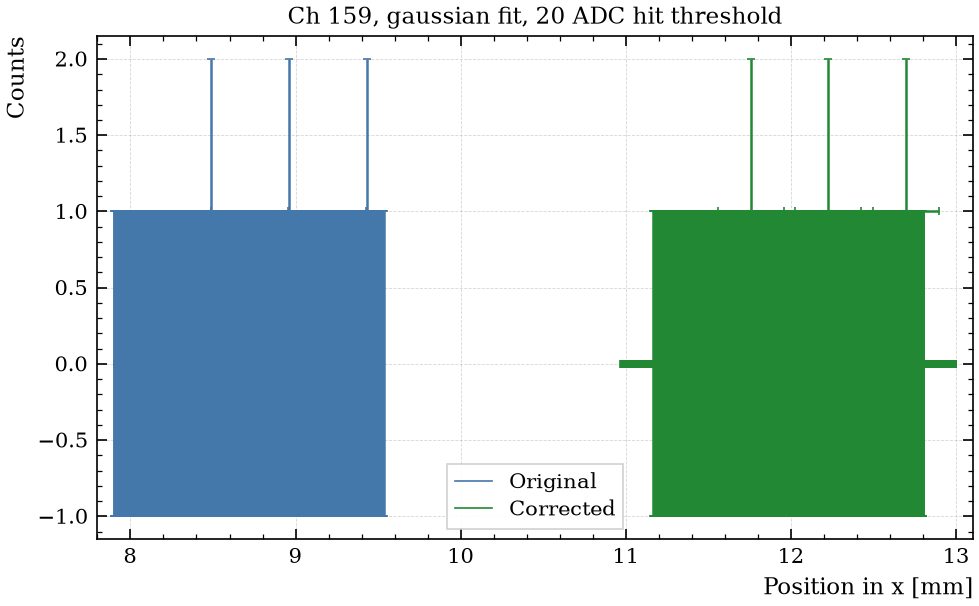 Ch 159, gaussian fit, 20 ADC hit threshold
Counts
2.0
1.5
1.0
0.5
0.0
−0.5
−1.0
Original
Corrected
8 9 10 11 12 13
Position in x [mm]